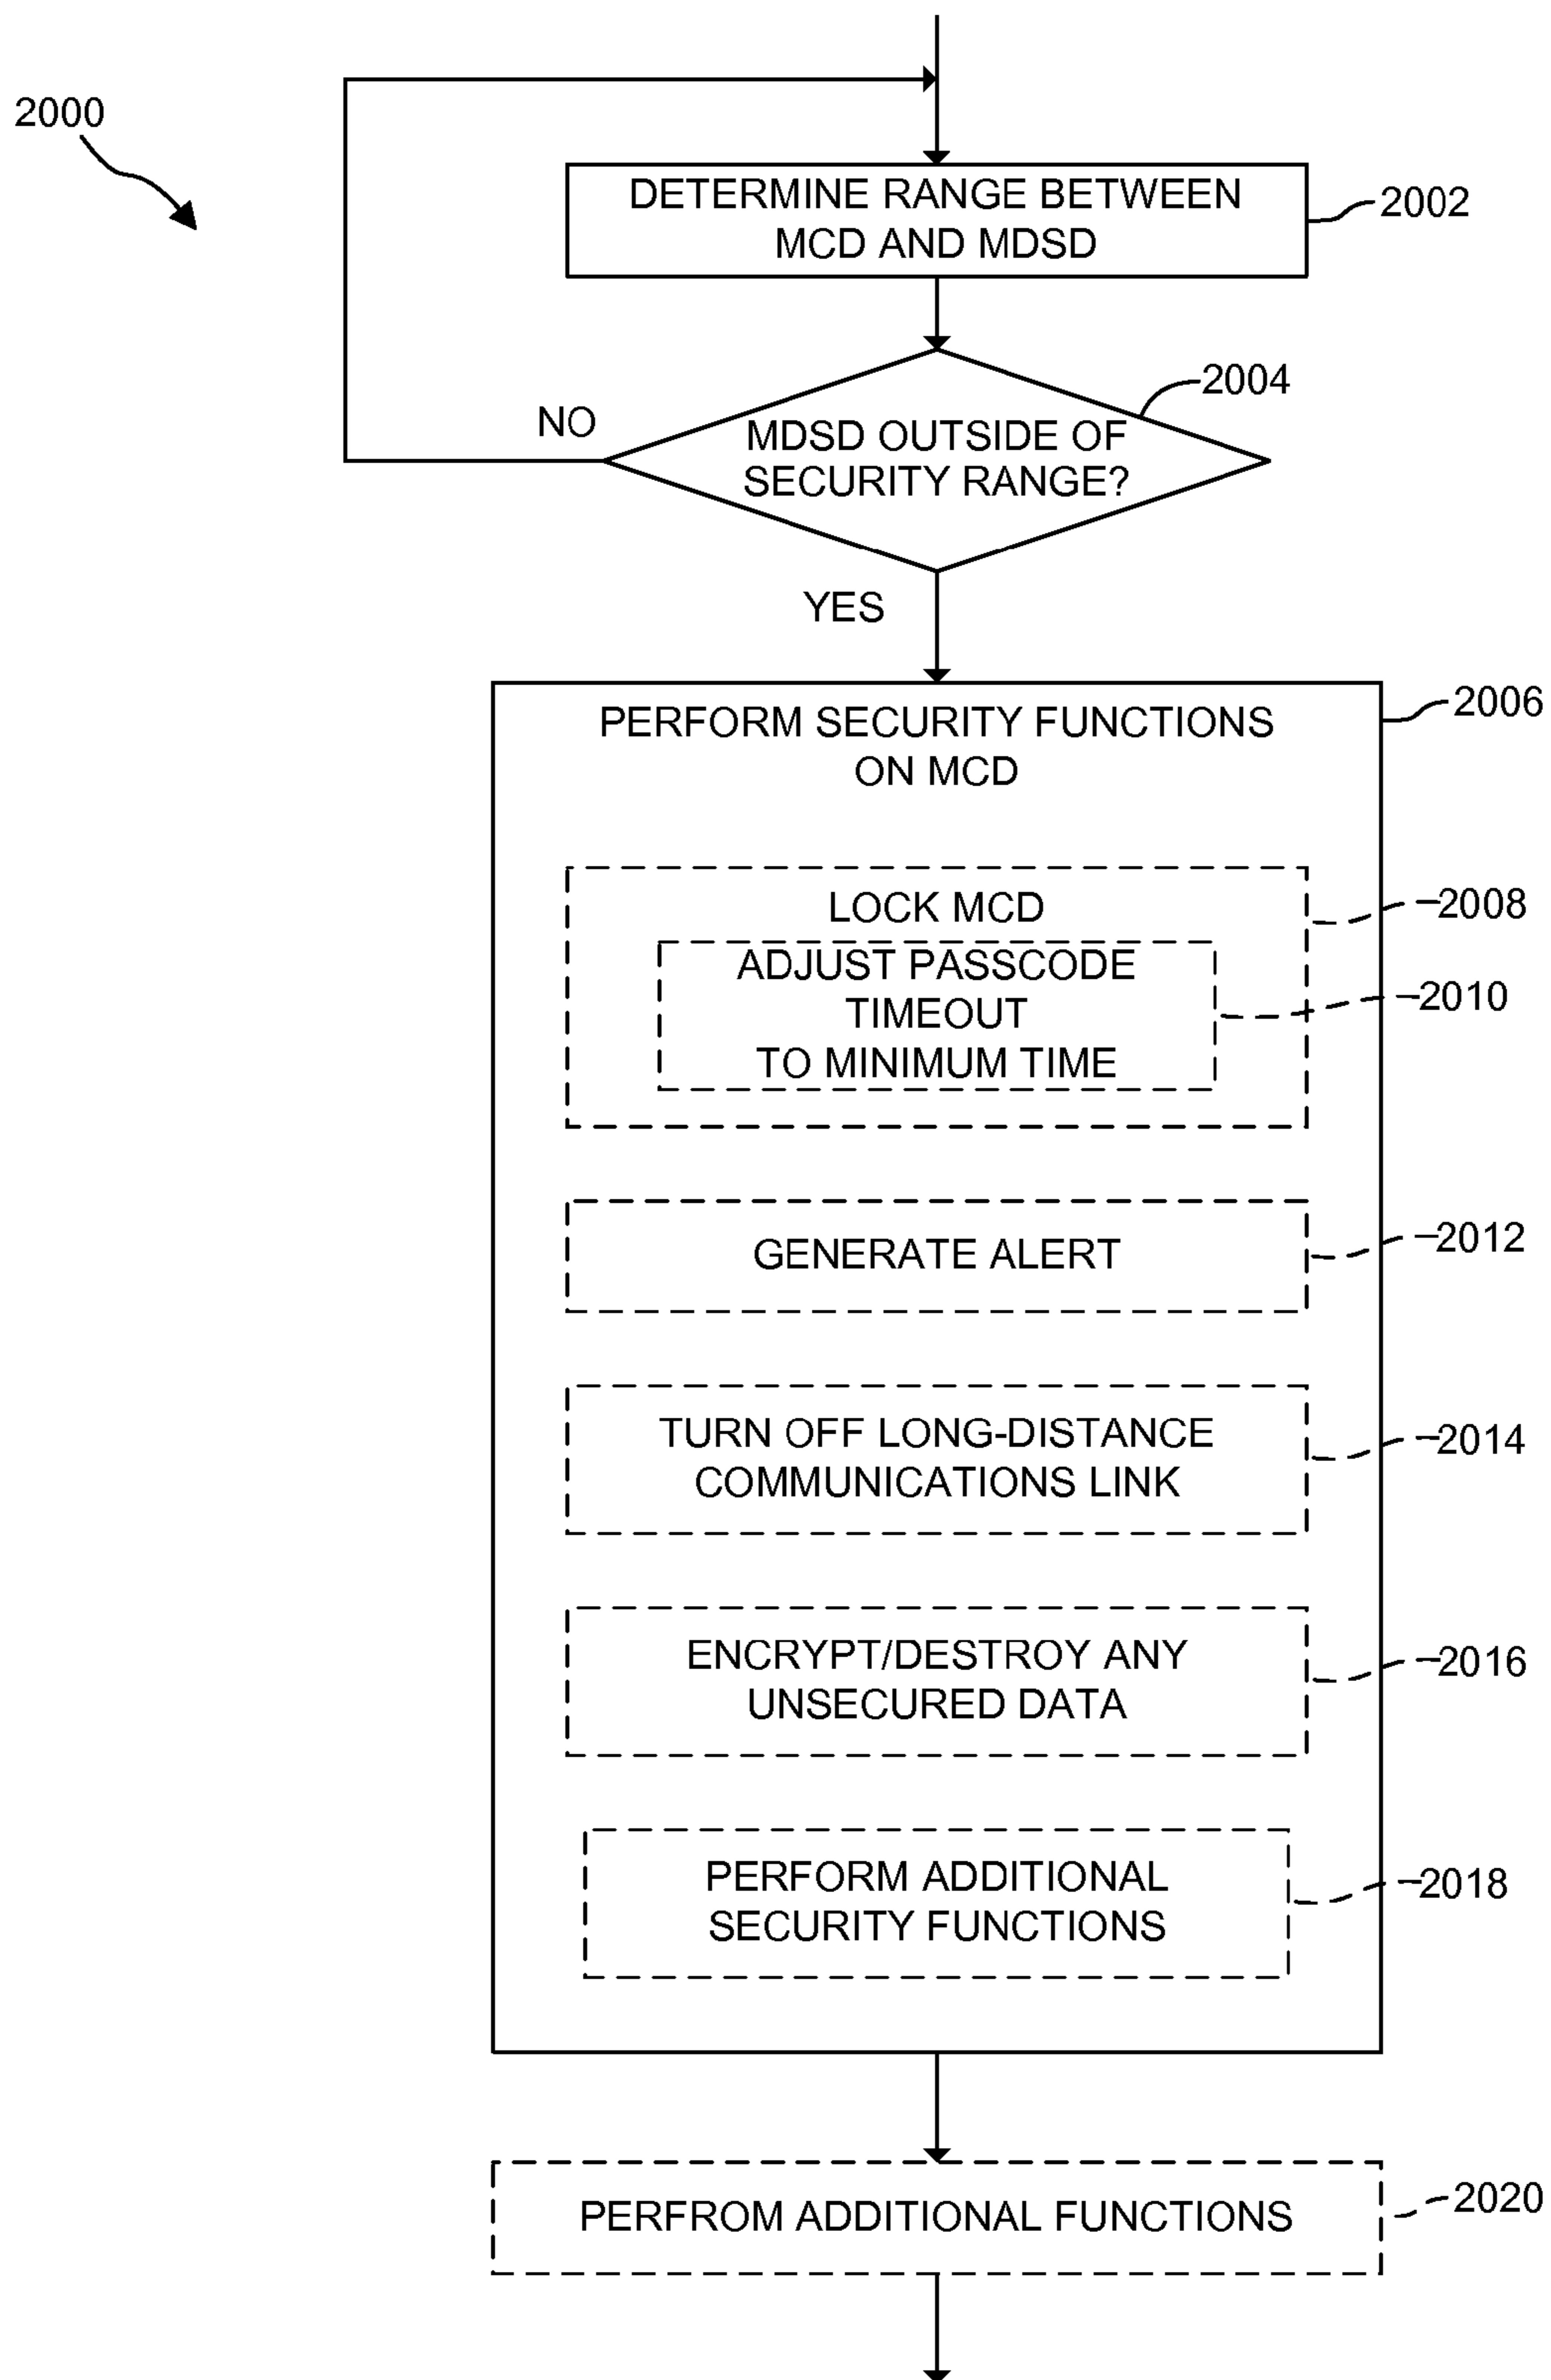 2000
DETERMINE RANGE BETWEEN
MCD AND MDSD
2002
2004
NO
MDSD OUTSIDE OF
SECURITY RANGE?
YES
2006
PERFORM SECURITY FUNCTIONS
ON MCD
LOCK MCD
2008
ADJUST PASSCODE
TIMEOUT
TO MINIMUM TIME
2010
GENERATE ALERT
2012
TURN OFF LONG-DISTANCE
COMMUNICATIONS LINK
2014
ENCRYPT/DESTROY ANY
UNSECURED DATA
2016
PERFORM ADDITIONAL
SECURITY FUNCTIONS
2018
PERFROM ADDITIONAL FUNCTIONS
2020